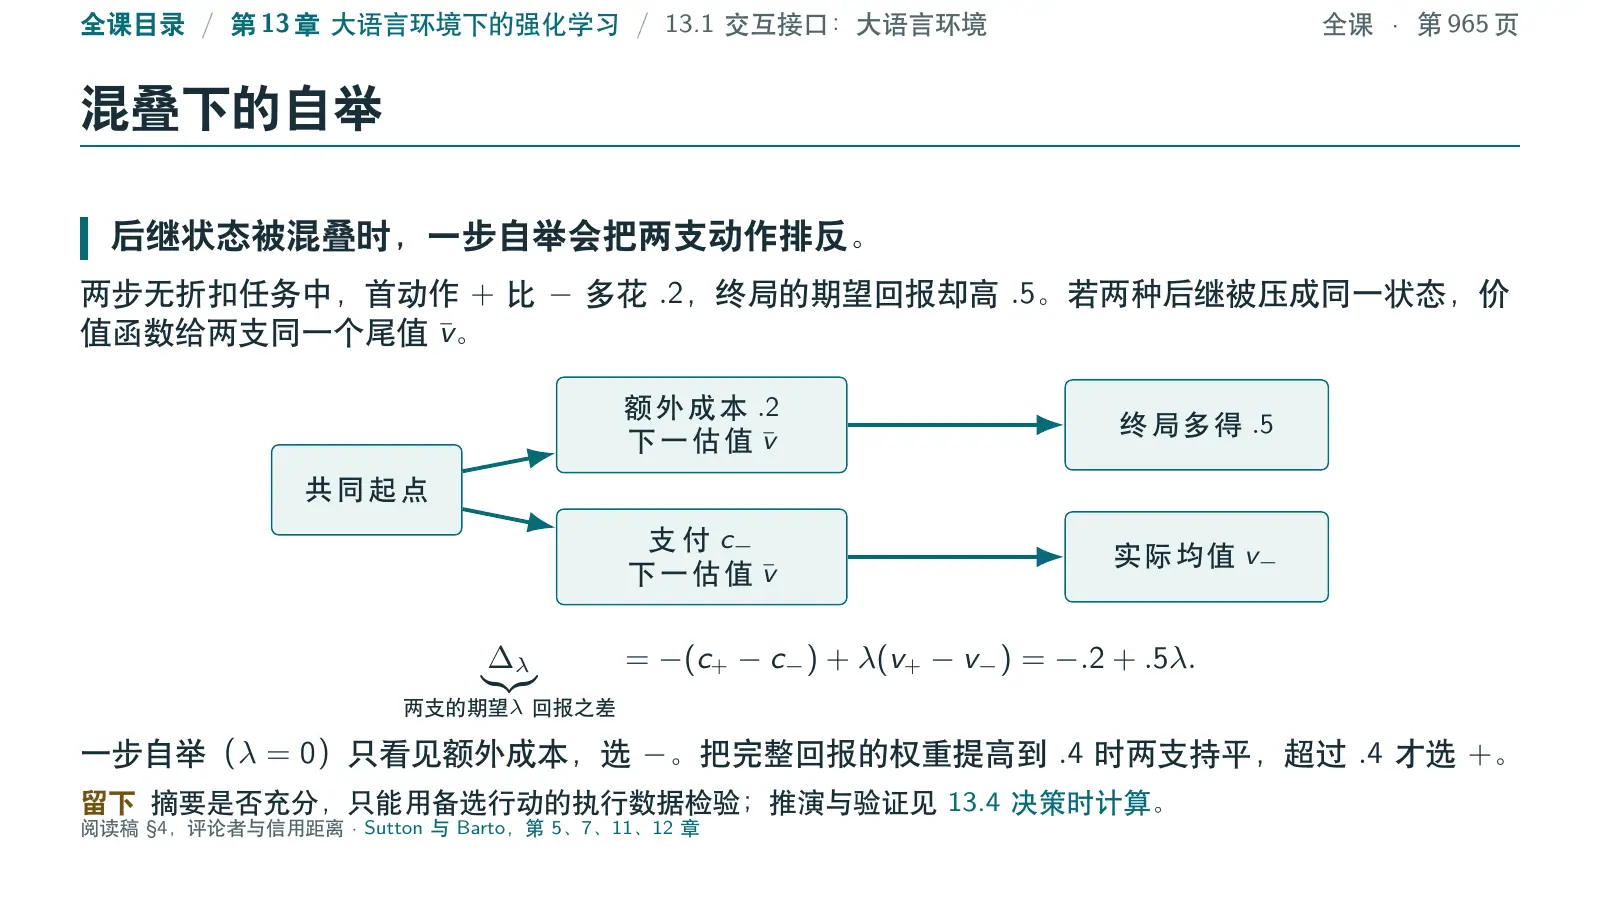 全课目录 / 第 13 章 大语言环境下的强化学习 / 13.1 交互接口：大语言环境
全课 · 第 965 页
混叠下的自举
后继状态被混叠时，一步自举会把两支动作排反。
两步无折扣任务中，首动作 + 比 − 多花 .2，终局的期望回报却高 .5。若两种后继被压成同一状态，价
值函数给两支同一个尾值 v̄。
共同起点
额外成本 .2
下一估值 v̄
终局多得 .5
支付 c₋
下一估值 v̄
实际均值 v₋
Δ_λ = −(c₊ − c₋) + λ(v₊ − v₋) = −.2 + .5λ.
两支的期望λ 回报之差
一步自举（λ = 0）只看见额外成本，选 −。把完整回报的权重提高到 .4 时两支持平，超过 .4 才选 +。
留下 摘要是否充分，只能用备选行动的执行数据检验；推演与验证见 13.4 决策时计算。
阅读稿 §4，评论者与信用距离 · Sutton 与 Barto，第 5、7、11、12 章